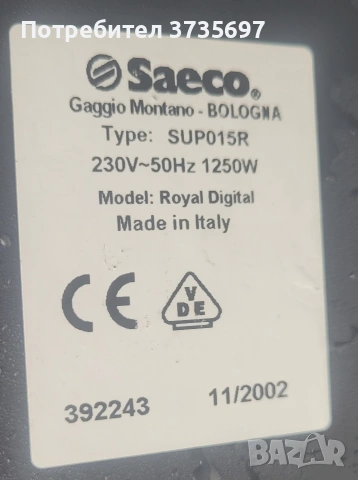 Потребител 3735697
Saeco®
Gaggio Montano - BOLOGNA
Type: SUP015R
230V~50Hz 1250W
Model: Royal Digital
Made in Italy
CE
V
D E
392243
11/2002
BAZAR